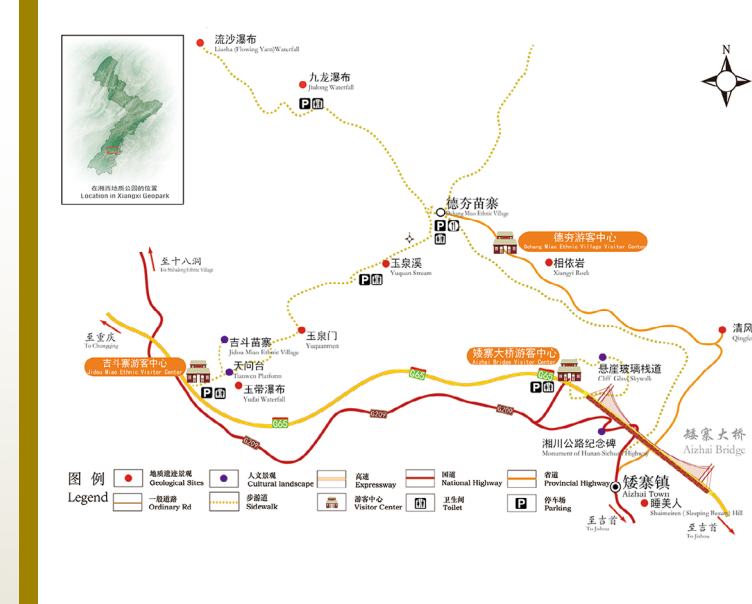 流沙瀑布
Liusha (Flowing Yarn)Waterfall
九龙瀑布
Jiulong Waterfall
N
在湘西地质公园的位置
Location in Xiangxi Geopark
德夯苗寨
Dehang Miao Ethnic Village
德夯游客中心
Dehang Miao Ethnic Village Visitor Center
相依岩
Xiangyi Rock
玉泉溪
Yuquan Stream
至十八洞
To Shibadong Ethnic Village
至重庆
To Chongqing
吉斗苗寨
Jidou Miao Ethnic Village
玉泉门
Yuquanmen
清风
Qingfe
吉斗寨游客中心
Jidou Miao Ethnic Visitor Center
天问台
Tianwen Platform
玉带瀑布
Yudai Waterfall
矮寨大桥游客中心
Aizhai Bridge Visitor Center
悬崖玻璃栈道
Cliff Glass Skywalk
G65
G65
G65
G209
G209
G209
湘川公路纪念碑
Monument of Hunan-Sichuan Highway
矮寨大桥
Aizhai Bridge
矮寨镇
Aizhai Town
睡美人
Shuimeiren ( Sleeping Beauty) Hill
至吉首
To Jishou
至吉首
To Jishou
图 例
Legend
地质遗迹景观
Geological Sites
人文景观
Cultural landscape
高速
Expressway
国道
National Highway
省道
Provincial Highway
一般道路
Ordinary Rd
步游道
Sidewalk
游客中心
Visitor Center
卫生间
Toilet
P
停车场
Parking